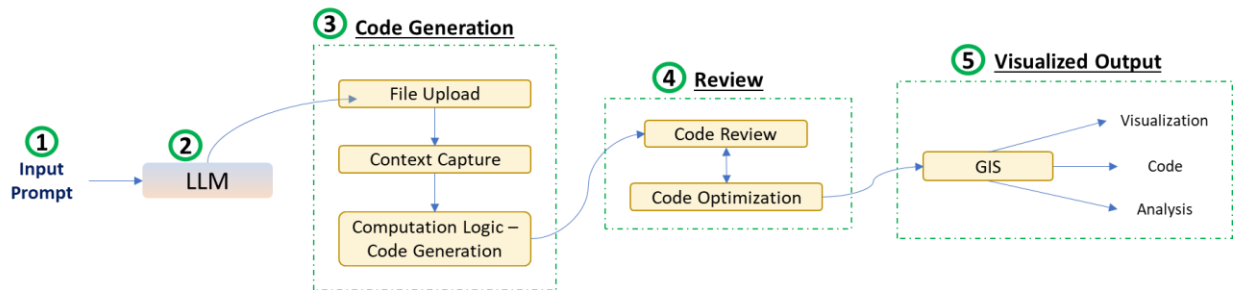 1
Input
Prompt
2
LLM
3 Code Generation
File Upload
Context Capture
Computation Logic –
Code Generation
4 Review
Code Review
Code Optimization
5 Visualized Output
GIS
Visualization
Code
Analysis